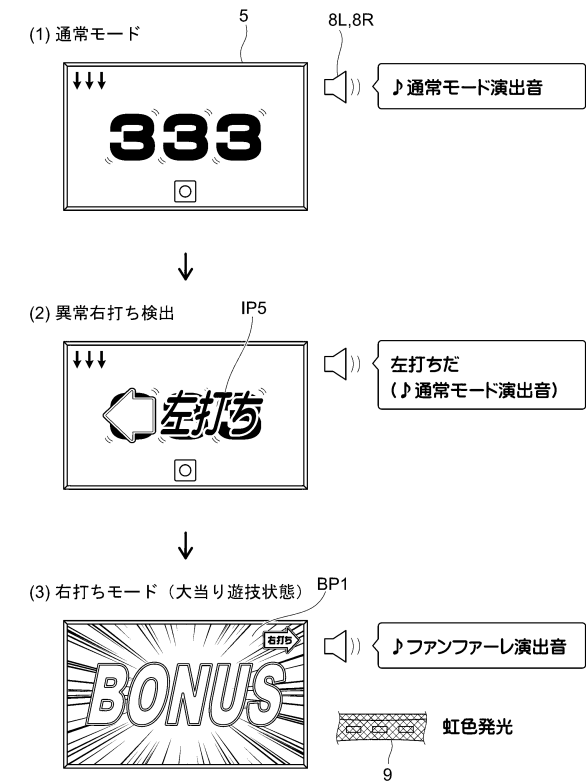 5
8L,8R
(1) 通常モード
↓↓↓
333
♪通常モード演出音
↓
(2) 異常右打ち検出
IP5
↓↓↓
左打ち
左打ちだ
(♪通常モード演出音)
↓
(3) 右打ちモード（大当り遊技状態）
BP1
右打ち
BONUS
♪ファンファーレ演出音
虹色発光
9